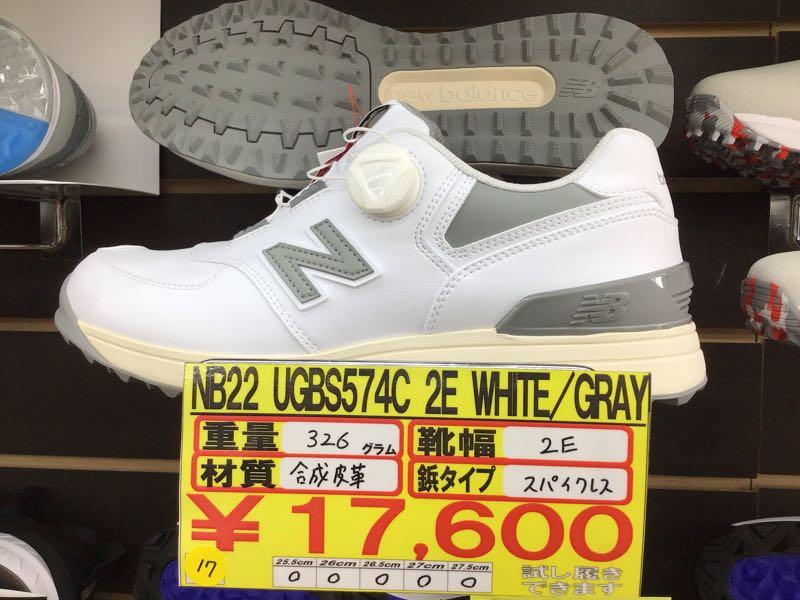 new balance
NB
N
NB
NB22 UGBS574C 2E WHITE/GRAY
重量 326 グラム 靴幅 2E
材質 合成皮革 鋲タイプ スパイクレス
¥17,600
17
25.5cm 26cm 26.5cm 27cm 27.5cm
○ ○ ○ ○ ○
試し履き
できます